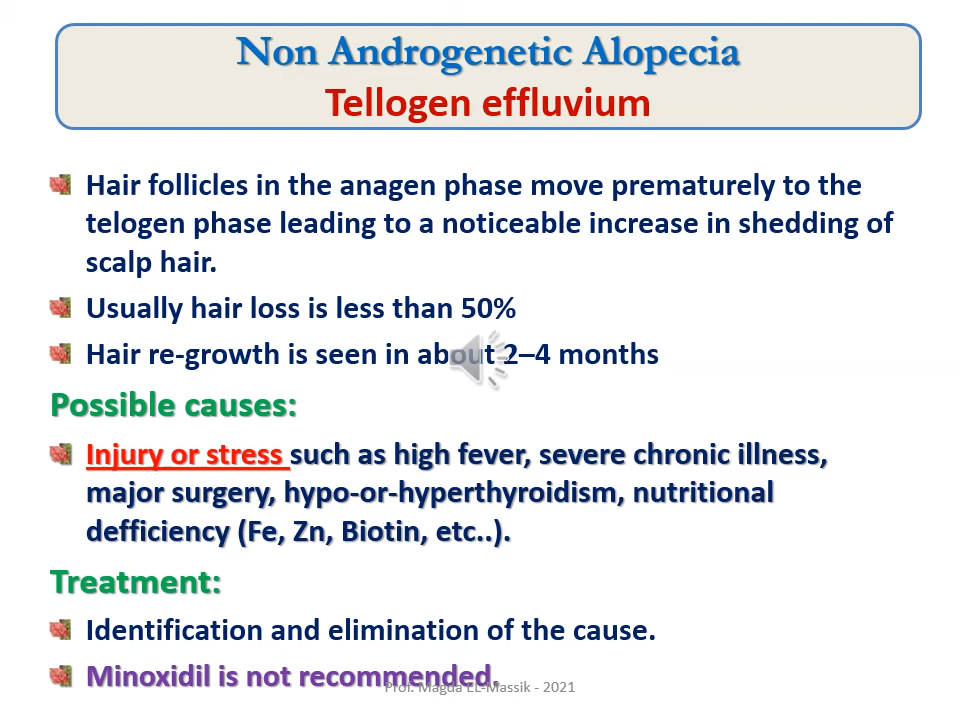 Non Androgenetic Alopecia
Tellogen effluvium
Hair follicles in the anagen phase move prematurely to the
telogen phase leading to a noticeable increase in shedding of
scalp hair.
Usually hair loss is less than 50%
Hair re-growth is seen in about 2–4 months
Possible causes:
Injury or stress such as high fever, severe chronic illness,
major surgery, hypo-or-hyperthyroidism, nutritional
defficiency (Fe, Zn, Biotin, etc..).
Treatment:
Identification and elimination of the cause.
Minoxidil is not recommended.
Prof. Magda EL-Massik - 2021